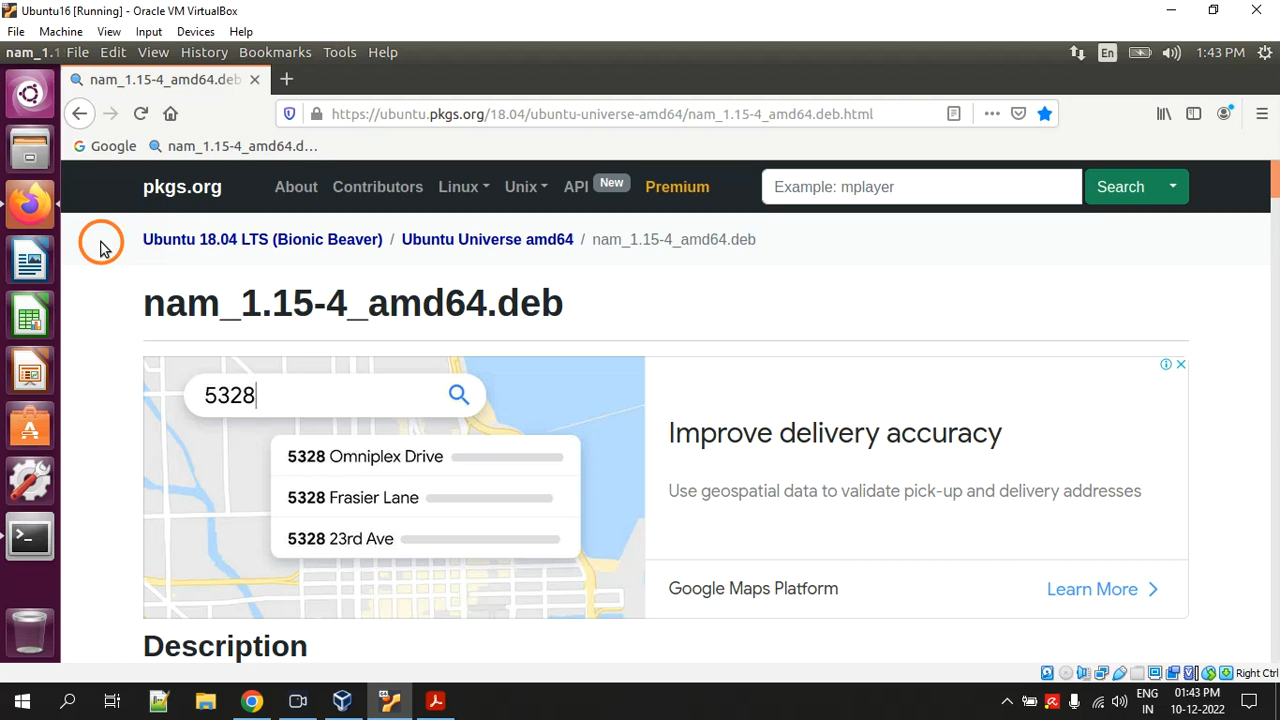 Ubuntu16 [Running] - Oracle VM VirtualBox
File Machine View Input Devices Help
nam_1.1 File Edit View History Bookmarks Tools Help En 1:43 PM
nam_1.15-4_amd64.deb
https://ubuntu.pkgs.org/18.04/ubuntu-universe-amd64/nam_1.15-4_amd64.deb.html
Google nam_1.15-4_amd64.d...
pkgs.org About Contributors Linux Unix API New Premium Example: mplayer Search
Ubuntu 18.04 LTS (Bionic Beaver) / Ubuntu Universe amd64 / nam_1.15-4_amd64.deb
nam_1.15-4_amd64.deb
5328
5328 Omniplex Drive
5328 Frasier Lane
5328 23rd Ave
Improve delivery accuracy
Use geospatial data to validate pick-up and delivery addresses
Google Maps Platform Learn More
Description
Right Ctrl
ENG 01:43 PM
IN 10-12-2022